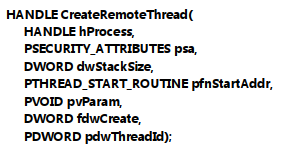 HANDLE CreateRemoteThread(
HANDLE hProcess,
PSECURITY_ATTRIBUTES psa,
DWORD dwStackSize,
PTHREAD_START_ROUTINE pfnStartAddr,
PVOID pvParam,
DWORD fdwCreate,
PDWORD pdwThreadId);